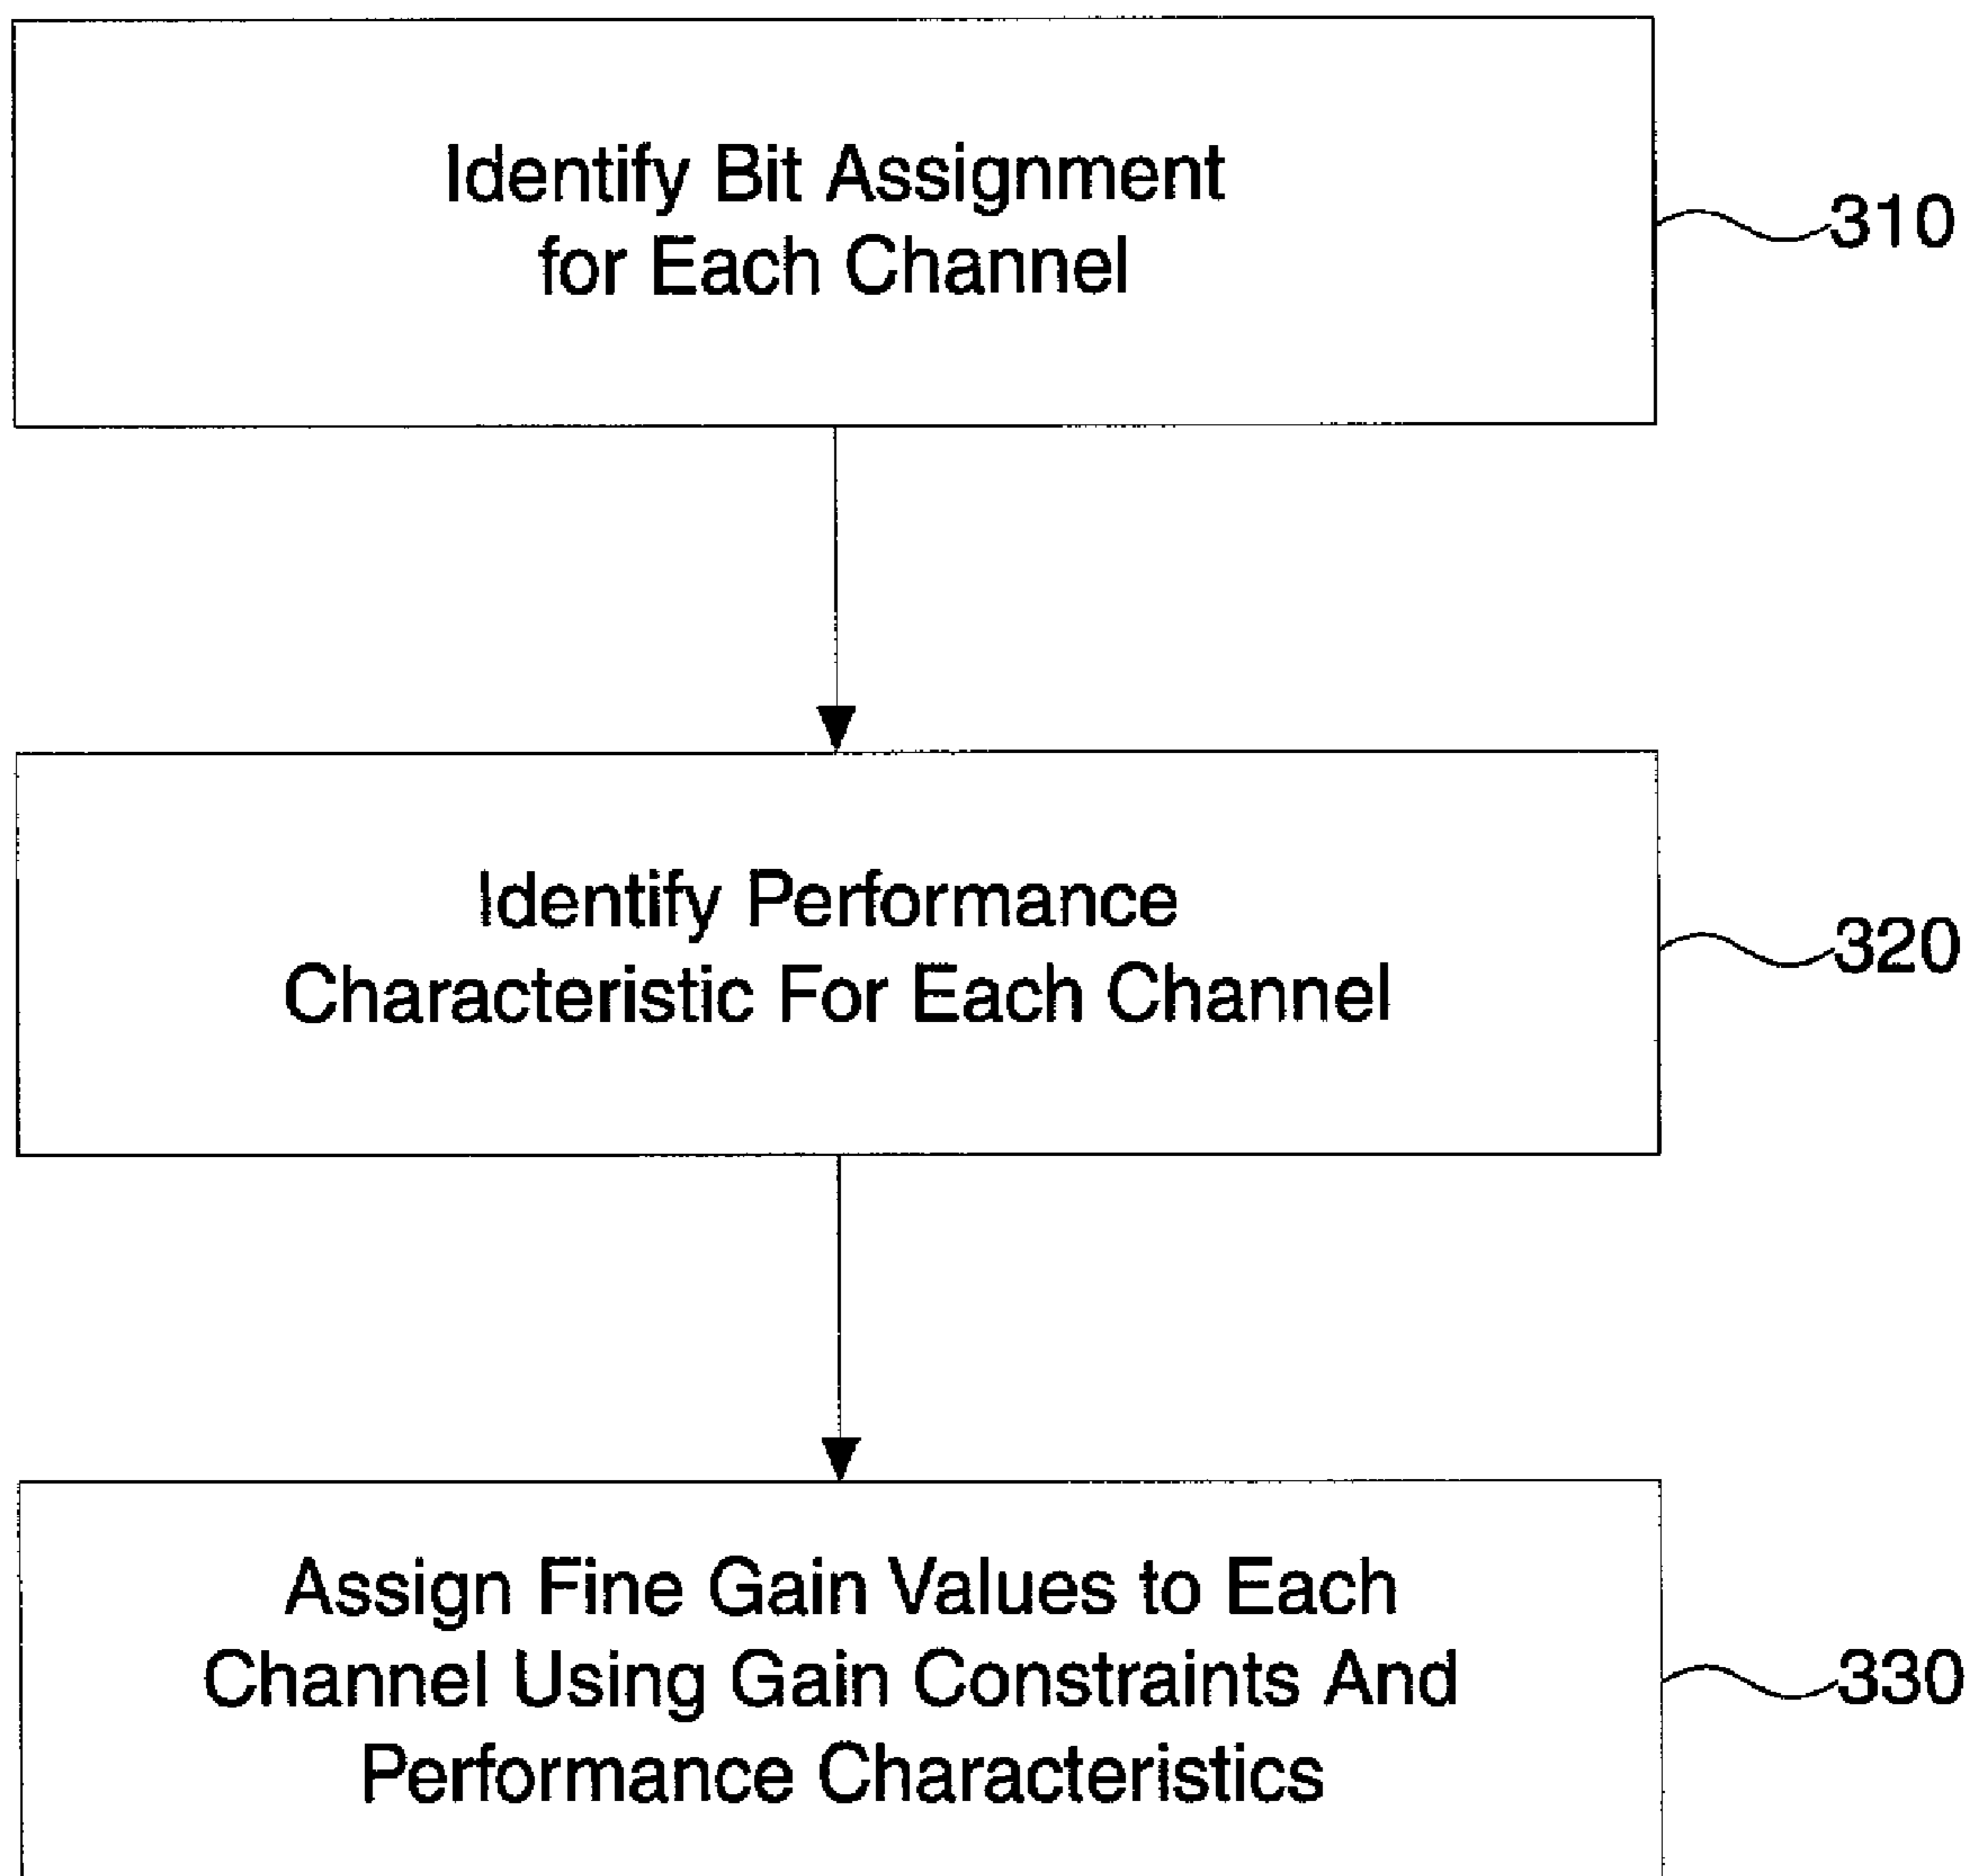 Identify Bit Assignment
for Each Channel
310
Identify Performance
Characteristic For Each Channel
320
Assign Fine Gain Values to Each
Channel Using Gain Constraints And
Performance Characteristics
330